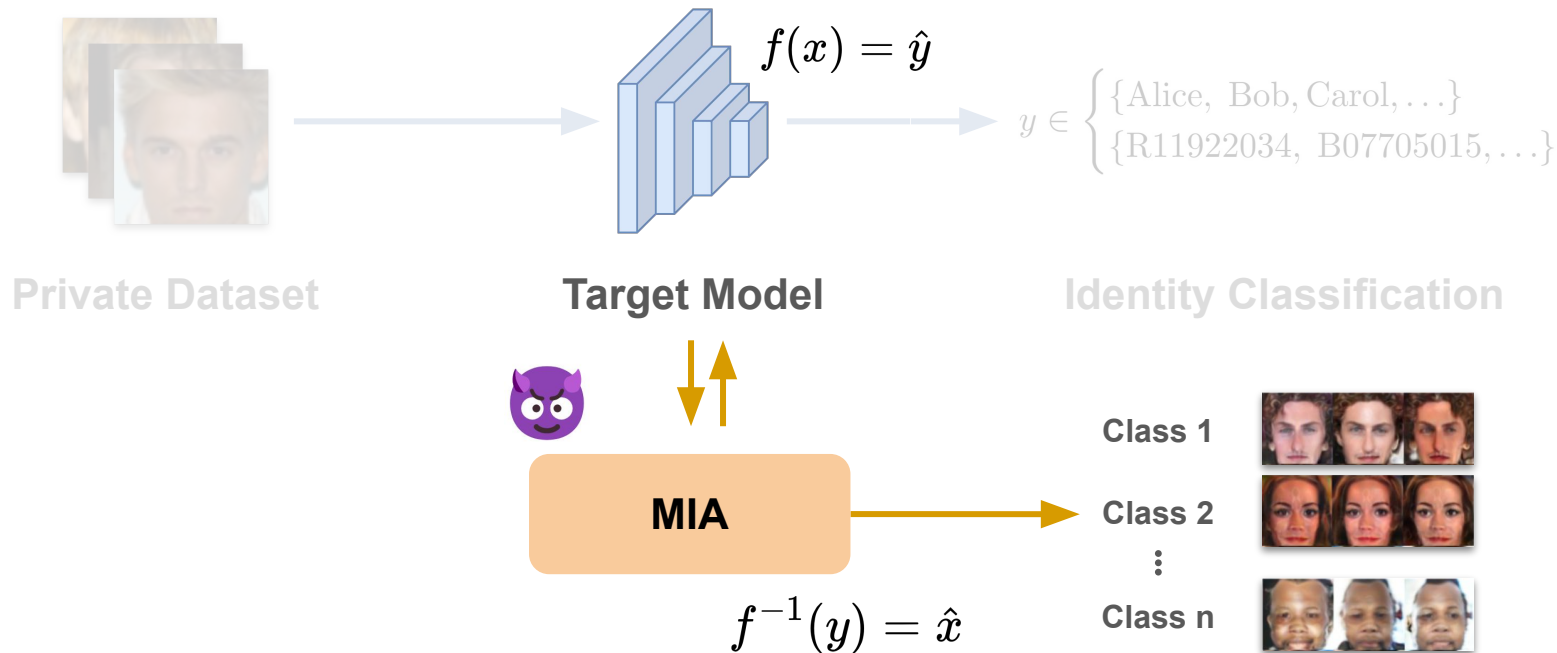 f(x) = ŷ
y ∈ { {Alice, Bob, Carol, . . .}
{R11922034, B07705015, . . .}
Private Dataset
Target Model
Identity Classification
Class 1
MIA
Class 2
⋮
Class n
f⁻¹(y) = x̂